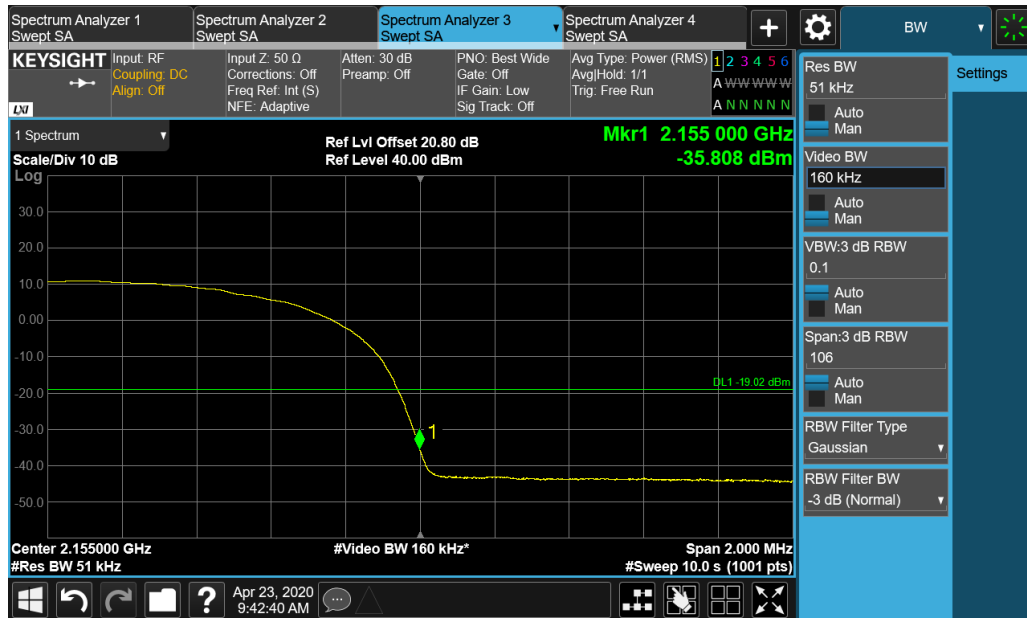 Spectrum Analyzer 1
Swept SA
Spectrum Analyzer 2
Swept SA
Spectrum Analyzer 3
Swept SA
Spectrum Analyzer 4
Swept SA
+
BW
KEYSIGHT
LXI
Input: RF
Coupling: DC
Align: Off
Input Z: 50 Ω
Corrections: Off
Freq Ref: Int (S)
NFE: Adaptive
Atten: 30 dB
Preamp: Off
PNO: Best Wide
Gate: Off
IF Gain: Low
Sig Track: Off
Avg Type: Power (RMS)
Avg|Hold: 1/1
Trig: Free Run
1 2 3 4 5 6
A W W W W W
A N N N N N
1 Spectrum
Scale/Div 10 dB
Ref Lvl Offset 20.80 dB
Ref Level 40.00 dBm
Mkr1 2.155 000 GHz
-35.808 dBm
Log
30.0
20.0
10.0
0.00
-10.0
-20.0
-30.0
-40.0
-50.0
DL1 -19.02 dBm
1
Center 2.155000 GHz
#Video BW 160 kHz*
Span 2.000 MHz
#Res BW 51 kHz
#Sweep 10.0 s (1001 pts)
Res BW
51 kHz
Auto
Man
Video BW
160 kHz
Auto
Man
VBW:3 dB RBW
0.1
Auto
Man
Span:3 dB RBW
106
Auto
Man
RBW Filter Type
Gaussian
RBW Filter BW
-3 dB (Normal)
Settings
?
Apr 23, 2020
9:42:40 AM